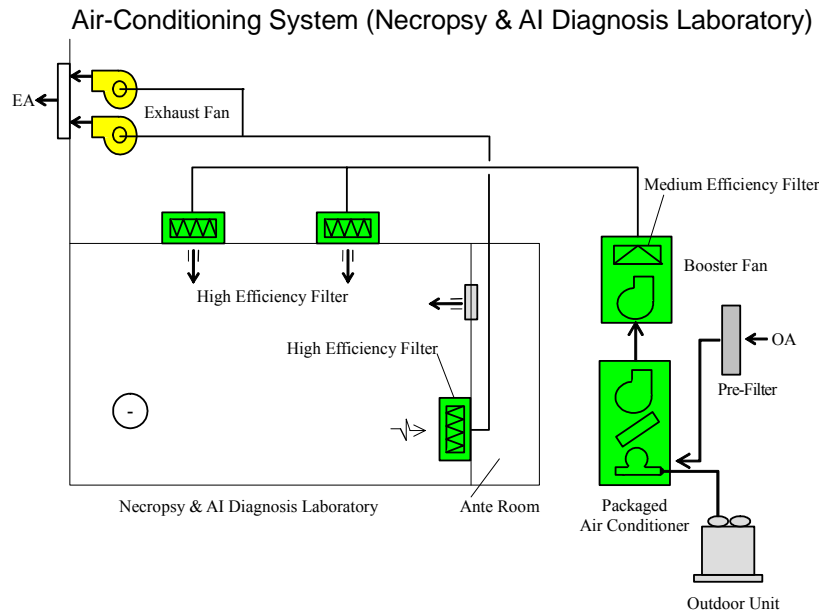 Air-Conditioning System (Necropsy & AI Diagnosis Laboratory)
EA
Exhaust Fan
Medium Efficiency Filter
Booster Fan
High Efficiency Filter
High Efficiency Filter
OA
Pre-Filter
-
Necropsy & AI Diagnosis Laboratory
Ante Room
Packaged
Air Conditioner
Outdoor Unit